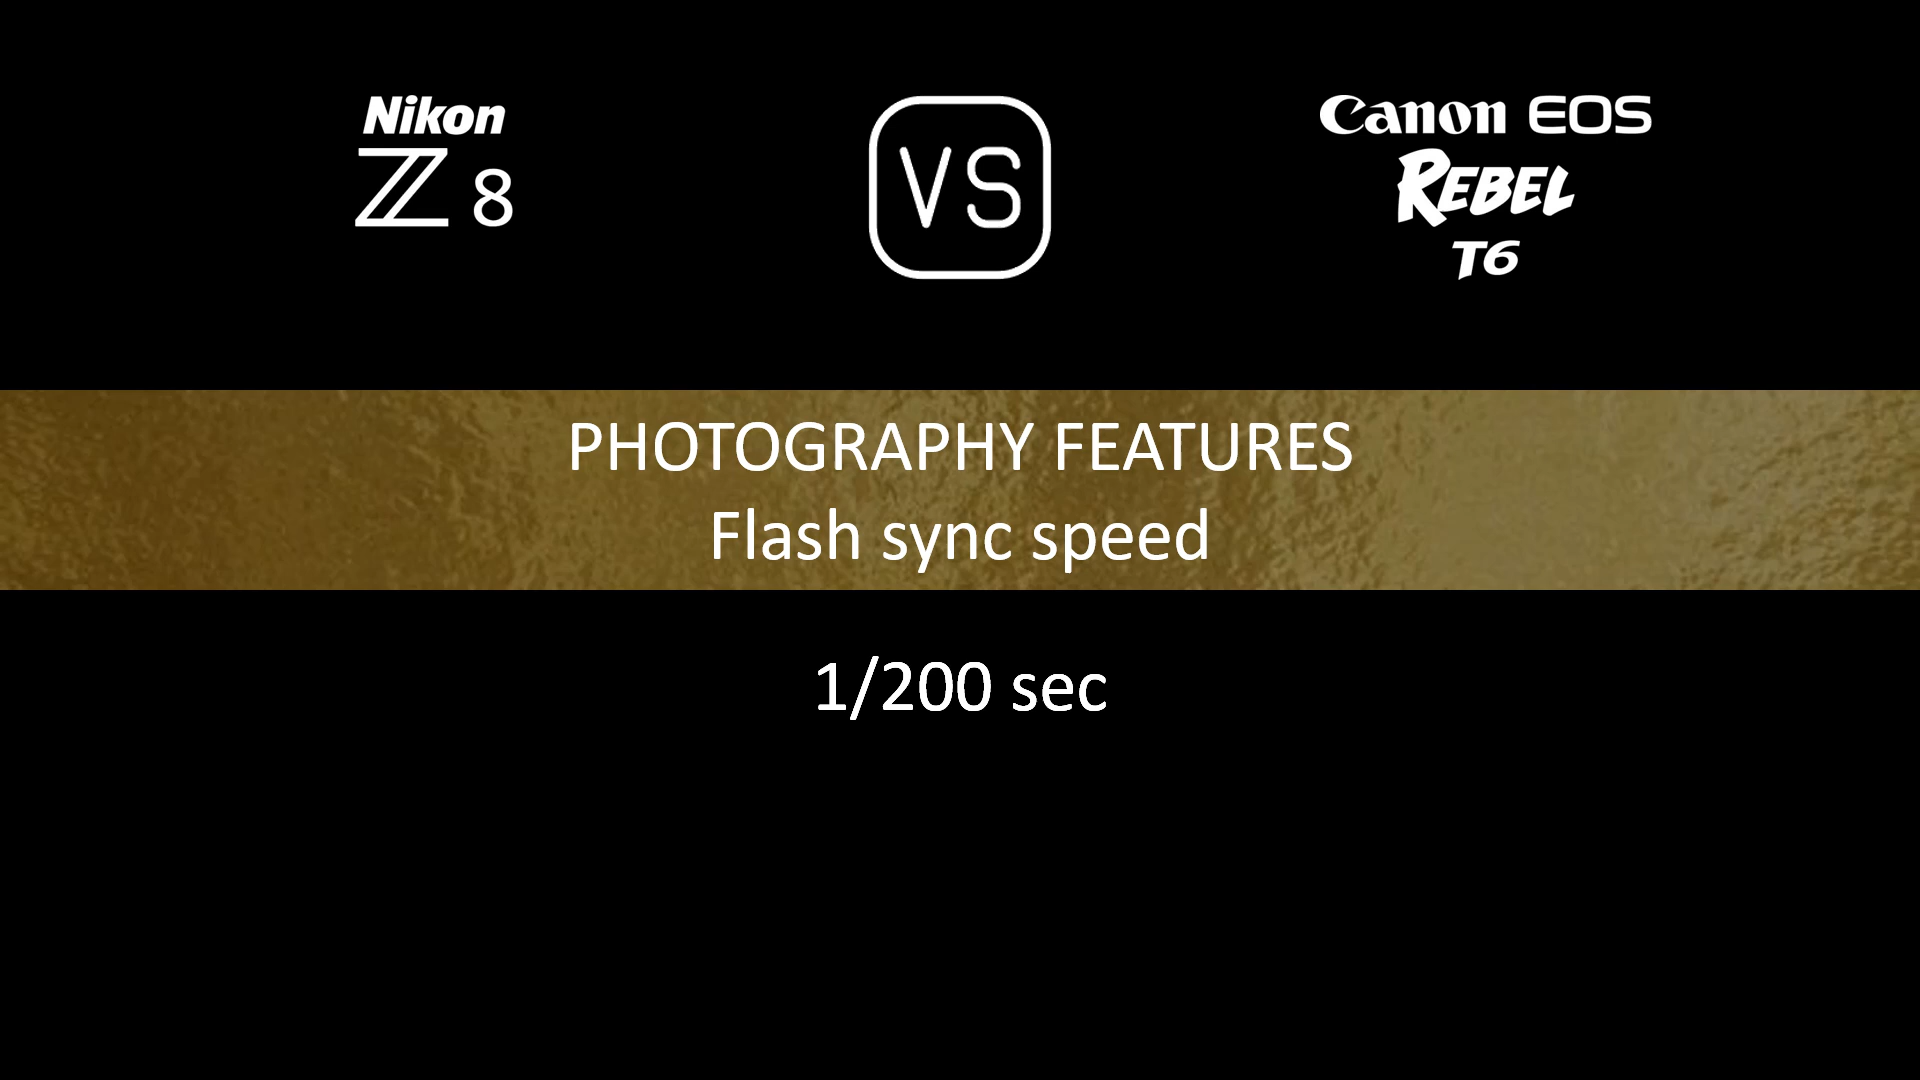 Nikon
Z 8
VS
Canon EOS
REBEL
T6
PHOTOGRAPHY FEATURES
Flash sync speed
1/200 sec